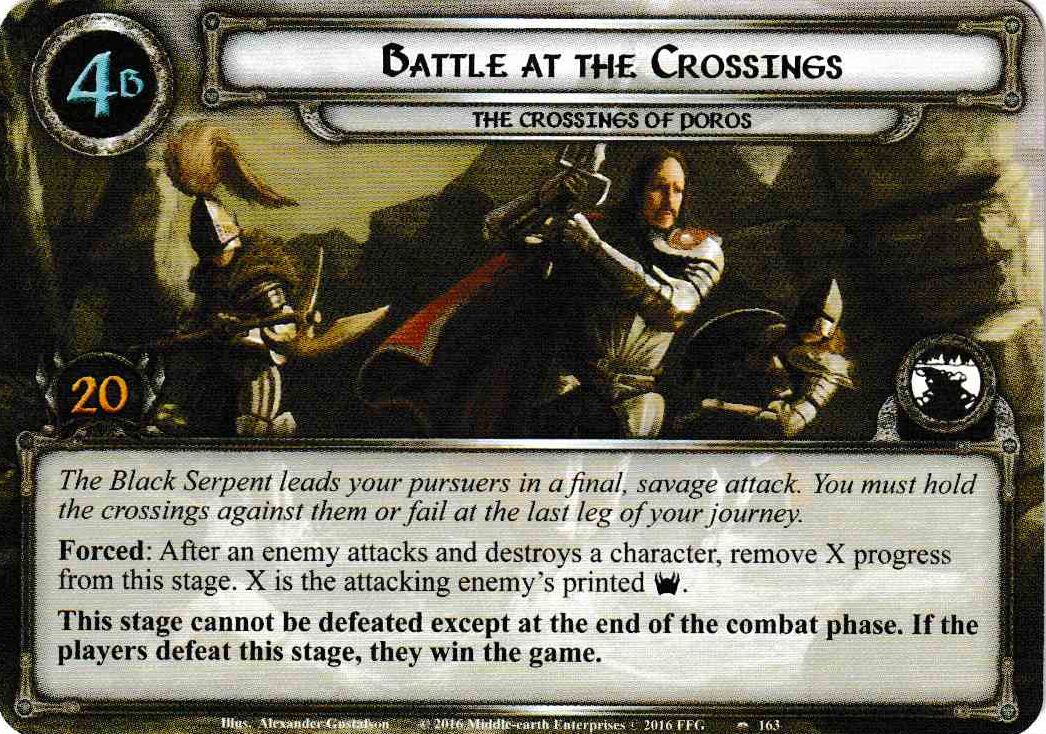 4B
BATTLE AT THE CROSSINGS
THE CROSSINGS OF POROS
20
The Black Serpent leads your pursuers in a final, savage attack. You must hold
the crossings against them or fail at the last leg of your journey.
Forced: After an enemy attacks and destroys a character, remove X progress
from this stage. X is the attacking enemy's printed .
This stage cannot be defeated except at the end of the combat phase. If the
players defeat this stage, they win the game.
Illus. Alexander Gustafson © 2016 Middle-earth Enterprises © 2016 FFG 163